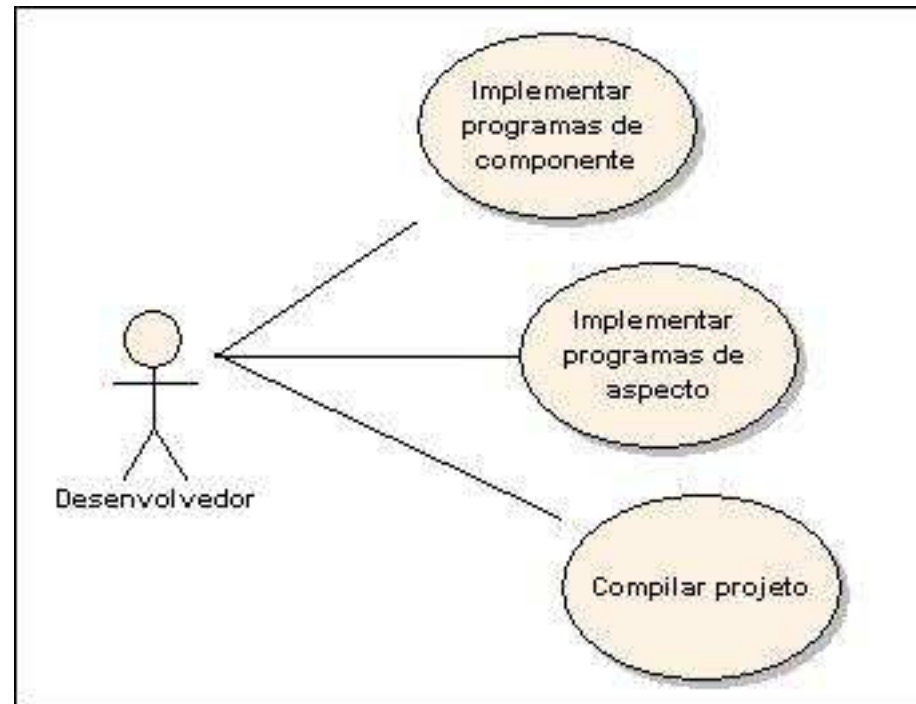 Implementar
programas de
componente
Implementar
programas de
aspecto
Desenvolvedor
Compilar projeto